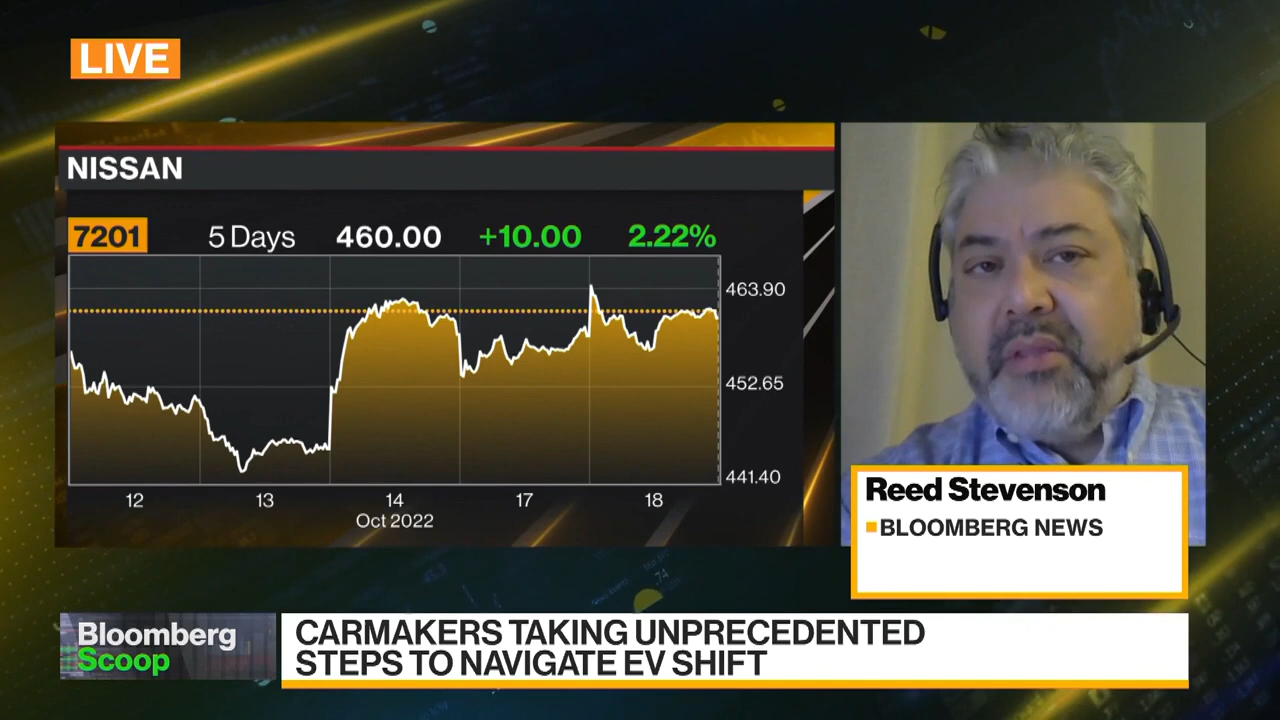 LIVE
NISSAN
7201 5 Days 460.00 +10.00 2.22%
463.90
452.65
441.40
12 13 14 17 18
Oct 2022
Reed Stevenson
BLOOMBERG NEWS
Bloomberg
Scoop
CARMAKERS TAKING UNPRECEDENTED
STEPS TO NAVIGATE EV SHIFT